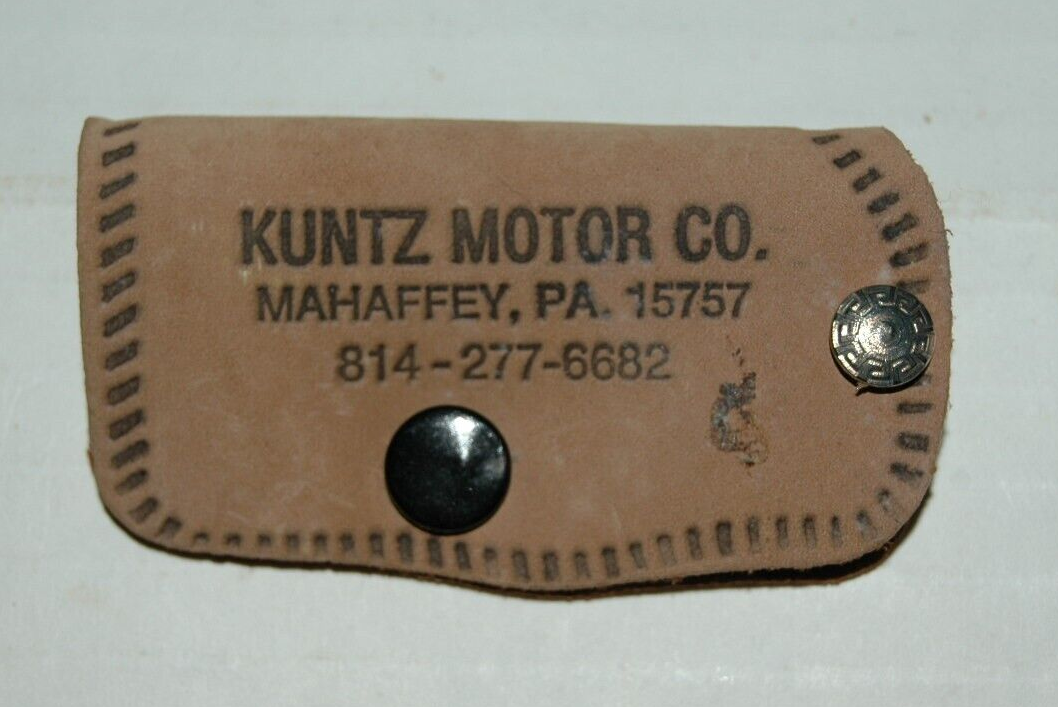 KUNTZ MOTOR CO.
MAHAFFEY, PA. 15757
814-277-6682